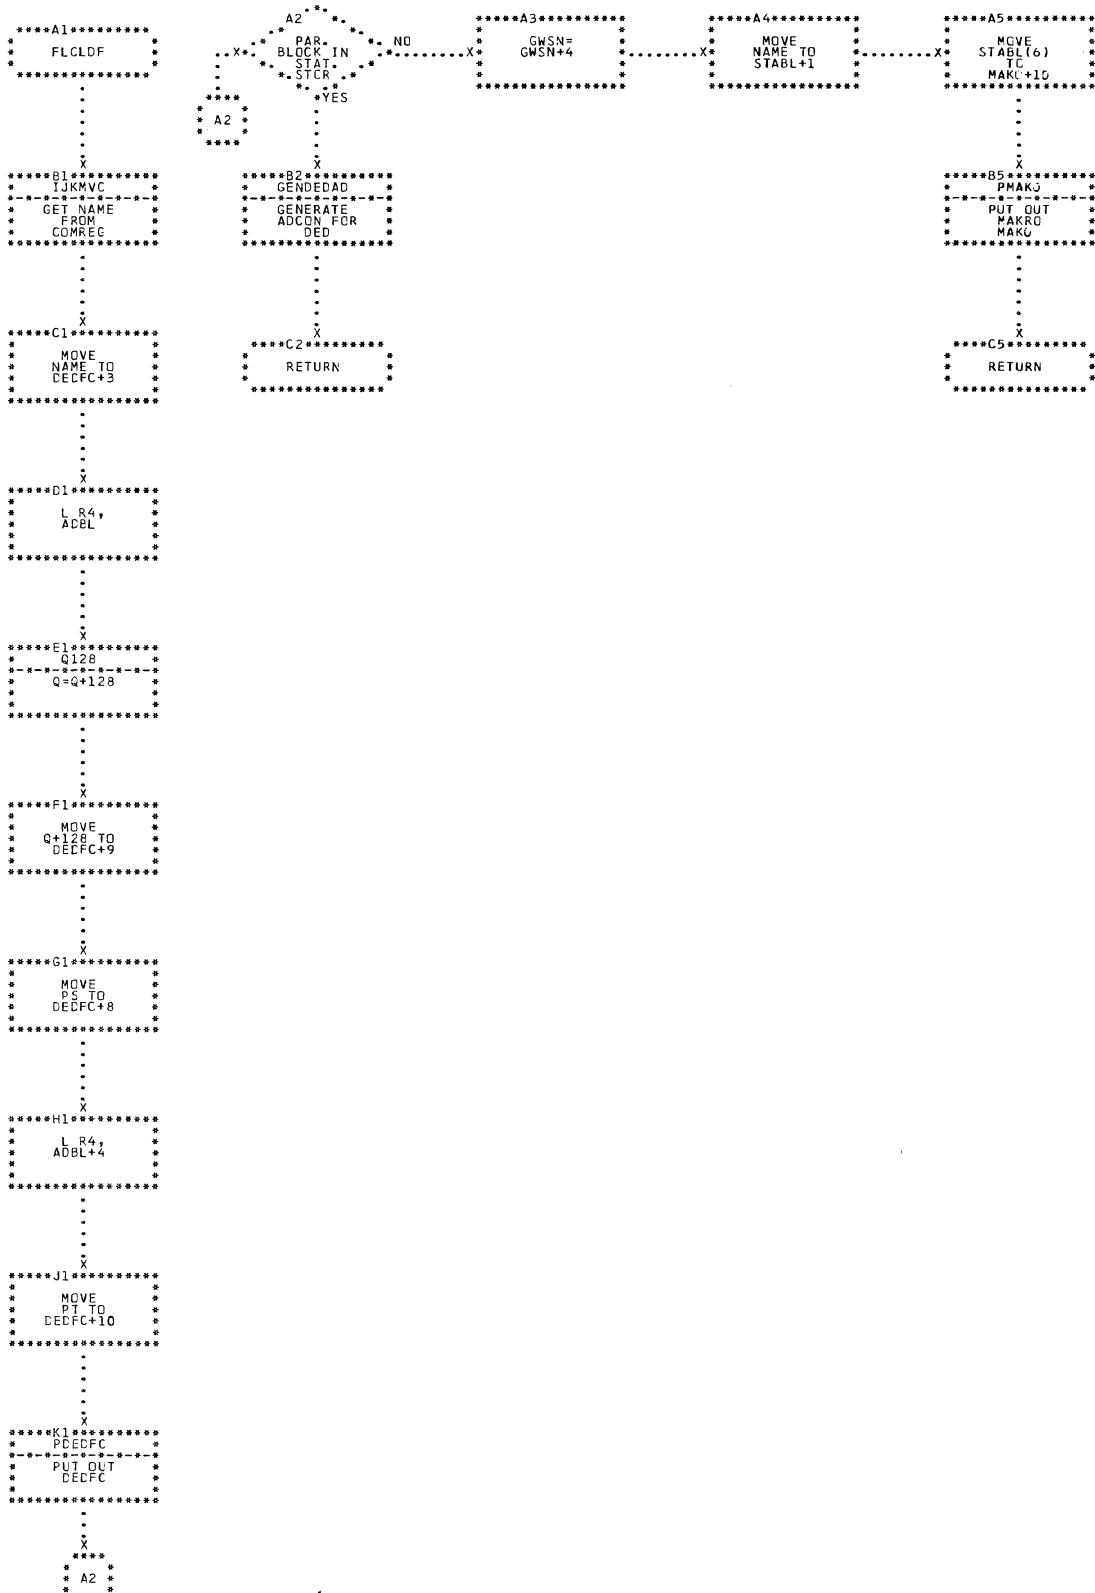 A1
FLCLDF
B1
IJKMVC
GET NAME
FROM
COMREG
C1
MOVE
NAME TO
DEDFC+3
D1
L R4,
ADBL
E1
Q128
Q=Q+128
F1
MOVE
Q+128 TO
DEDFC+9
G1
MOVE
PS TO
DEDFC+8
H1
L R4,
ADBL+4
J1
MOVE
PT TO
DEDFC+10
K1
PDEDFC
PUT OUT
DEDFC
A2
A2
PAR.
BLOCK IN
STAT.
STCR
NO
YES
A2
B2
GENDEDAD
GENERATE
ADCON FOR
DED
C2
RETURN
A3
GWSN=
GWSN+4
A4
MOVE
NAME TO
STABL+1
A5
MOVE
STABL(6)
TO
MAKO+10
B5
PMAKO
PUT OUT
MAKRO
MAKO
C5
RETURN